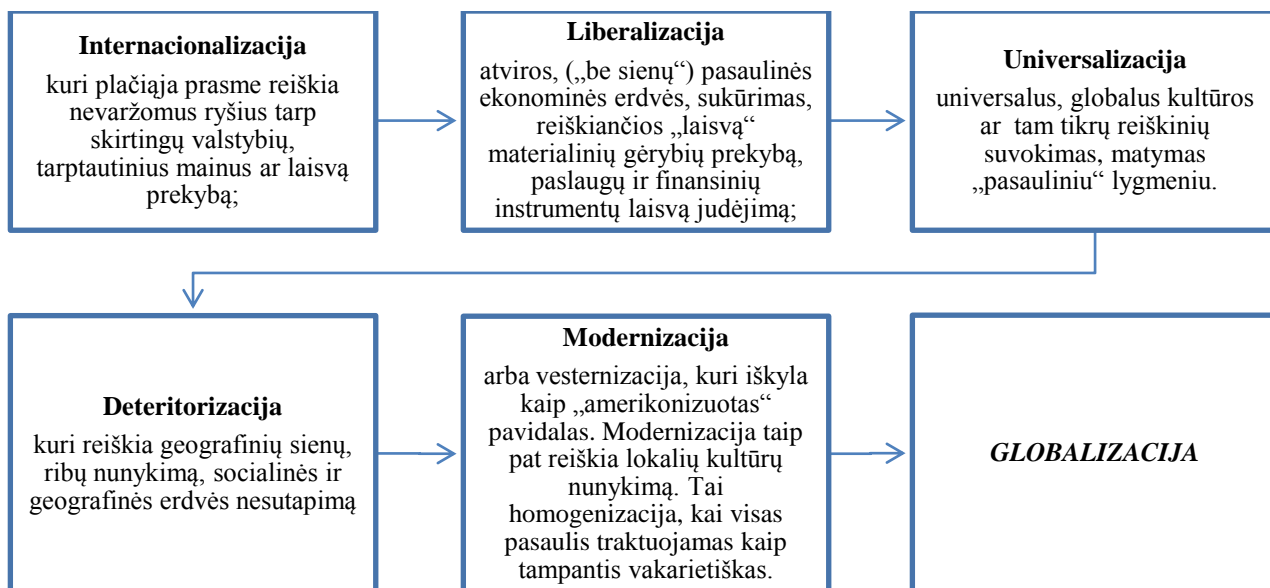 Internacionalizacija
kuri plačiąja prasme reiškia
nevaržomus ryšius tarp
skirtingų valstybių,
tarptautinius mainus ar laisvą
prekybą;
Liberalizacija
atviros, („be sienų“) pasaulinės
ekonominės erdvės, sukūrimas,
reiškiančios „laisvą“
materialinių gėrybių prekybą,
paslaugų ir finansinių
instrumentų laisvą judėjimą;
Universalizacija
universalus, globalus kultūros
ar tam tikrų reiškinių
suvokimas, matymas
„pasauliniu“ lygmeniu.
Deteritorizacija
kuri reiškia geografinių sienų,
ribų nunykimą, socialinės ir
geografinės erdvės nesutapimą
Modernizacija
arba vesternizacija, kuri iškyla
kaip „amerikonizuotas“
pavidalas. Modernizacija taip
pat reiškia lokalių kultūrų
nunykimą. Tai
homogenizacija, kai visas
pasaulis traktuojamas kaip
tampantis vakarietiškas.
GLOBALIZACIJA